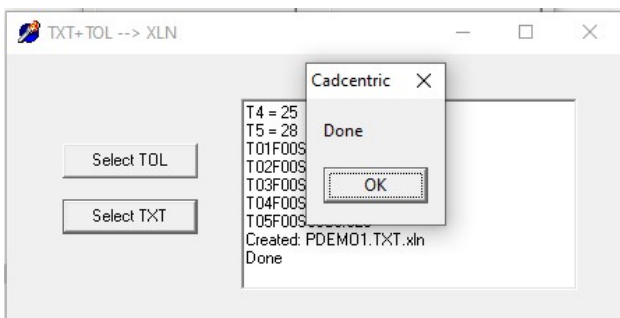 TXT+TOL --> XLN
Cadcentric
Done
OK
Select TOL
Select TXT
T4 = 25
T5 = 28
T01F00S
T02F00S
T03F00S
T04F00S
T05F00S
Created: PDEMO1.TXT.xln
Done